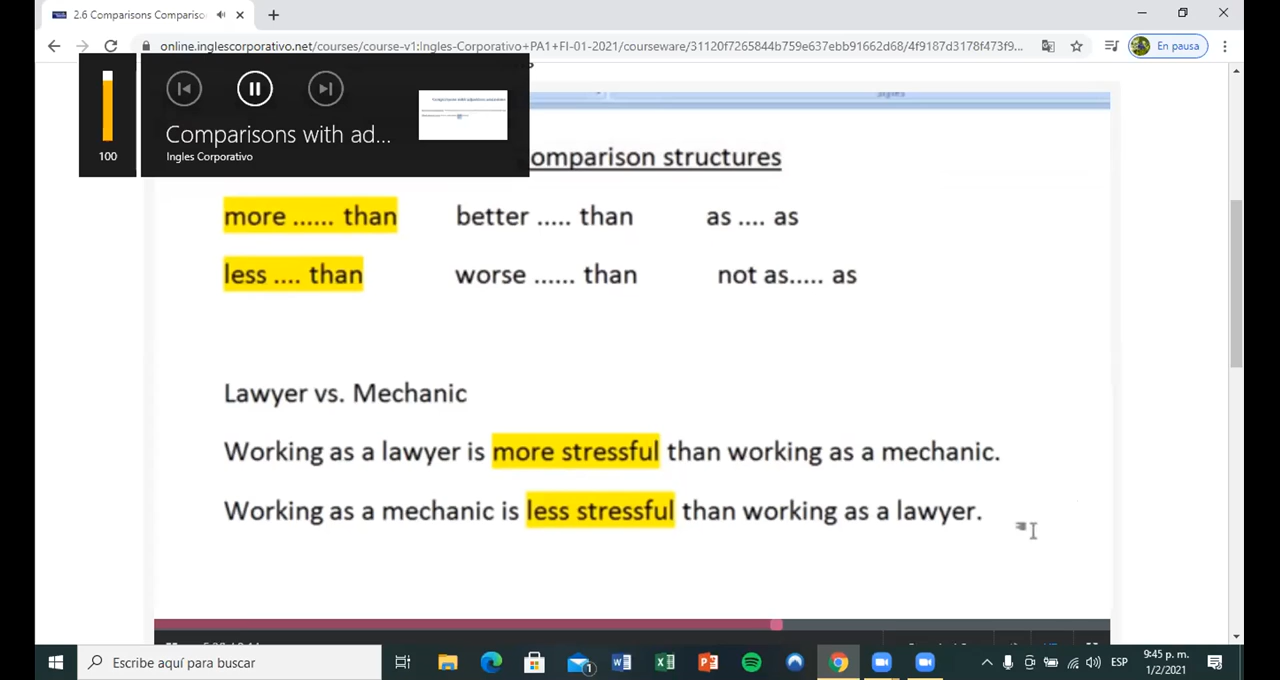 2.6 Comparisons Compariso
online.inglescorporativo.net/courses/course-v1:Ingles-Corporativo+PA1+FI-01-2021/courseware/31120f7265844b759e637ebb91662d68/4f9187d3178f473f9...
En pausa
100
Comparisons with ad...
Ingles Corporativo
omparison structures
more ...... than better ..... than as .... as
less .... than worse ...... than not as..... as
Lawyer vs. Mechanic
Working as a lawyer is more stressful than working as a mechanic.
Working as a mechanic is less stressful than working as a lawyer.
Escribe aquí para buscar
1
ESP
9:45 p. m.
1/2/2021